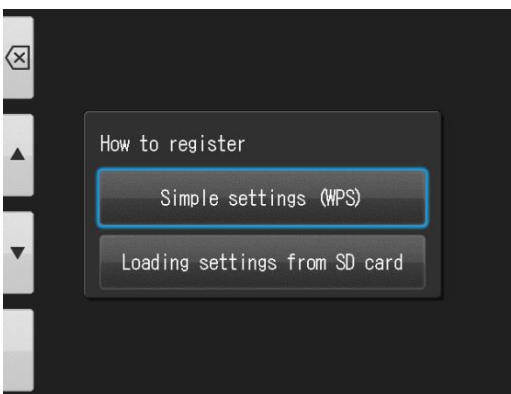 How to register
Simple settings (WPS)
Loading settings from SD card